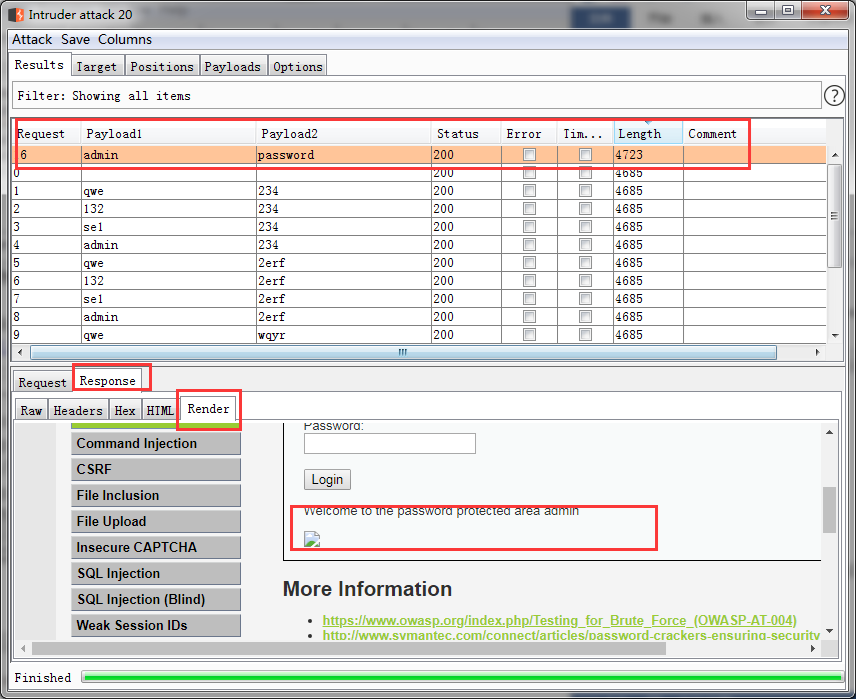 Intruder attack 20
Attack Save Columns
Results Target Positions Payloads Options
Filter: Showing all items
?
Request Payload1 Payload2 Status Error Tim... Length Comment
6 admin password 200 4723
0 200 4685
1 qwe 234 200 4685
2 132 234 200 4685
3 sel 234 200 4685
4 admin 234 200 4685
5 qwe 2erf 200 4685
6 132 2erf 200 4685
7 sel 2erf 200 4685
8 admin 2erf 200 4685
9 qwe wqyr 200 4685
Request Response
Raw Headers Hex HTML Render
Password:
Command Injection
CSRF
File Inclusion
File Upload
Insecure CAPTCHA
SQL Injection
SQL Injection (Blind)
Weak Session IDs
Login
Welcome to the password protected area admin
More Information
https://www.owasp.org/index.php/Testing_for_Brute_Force_(OWASP-AT-004)
http://www.symantec.com/connect/articles/password-crackers-ensuring-security
Finished